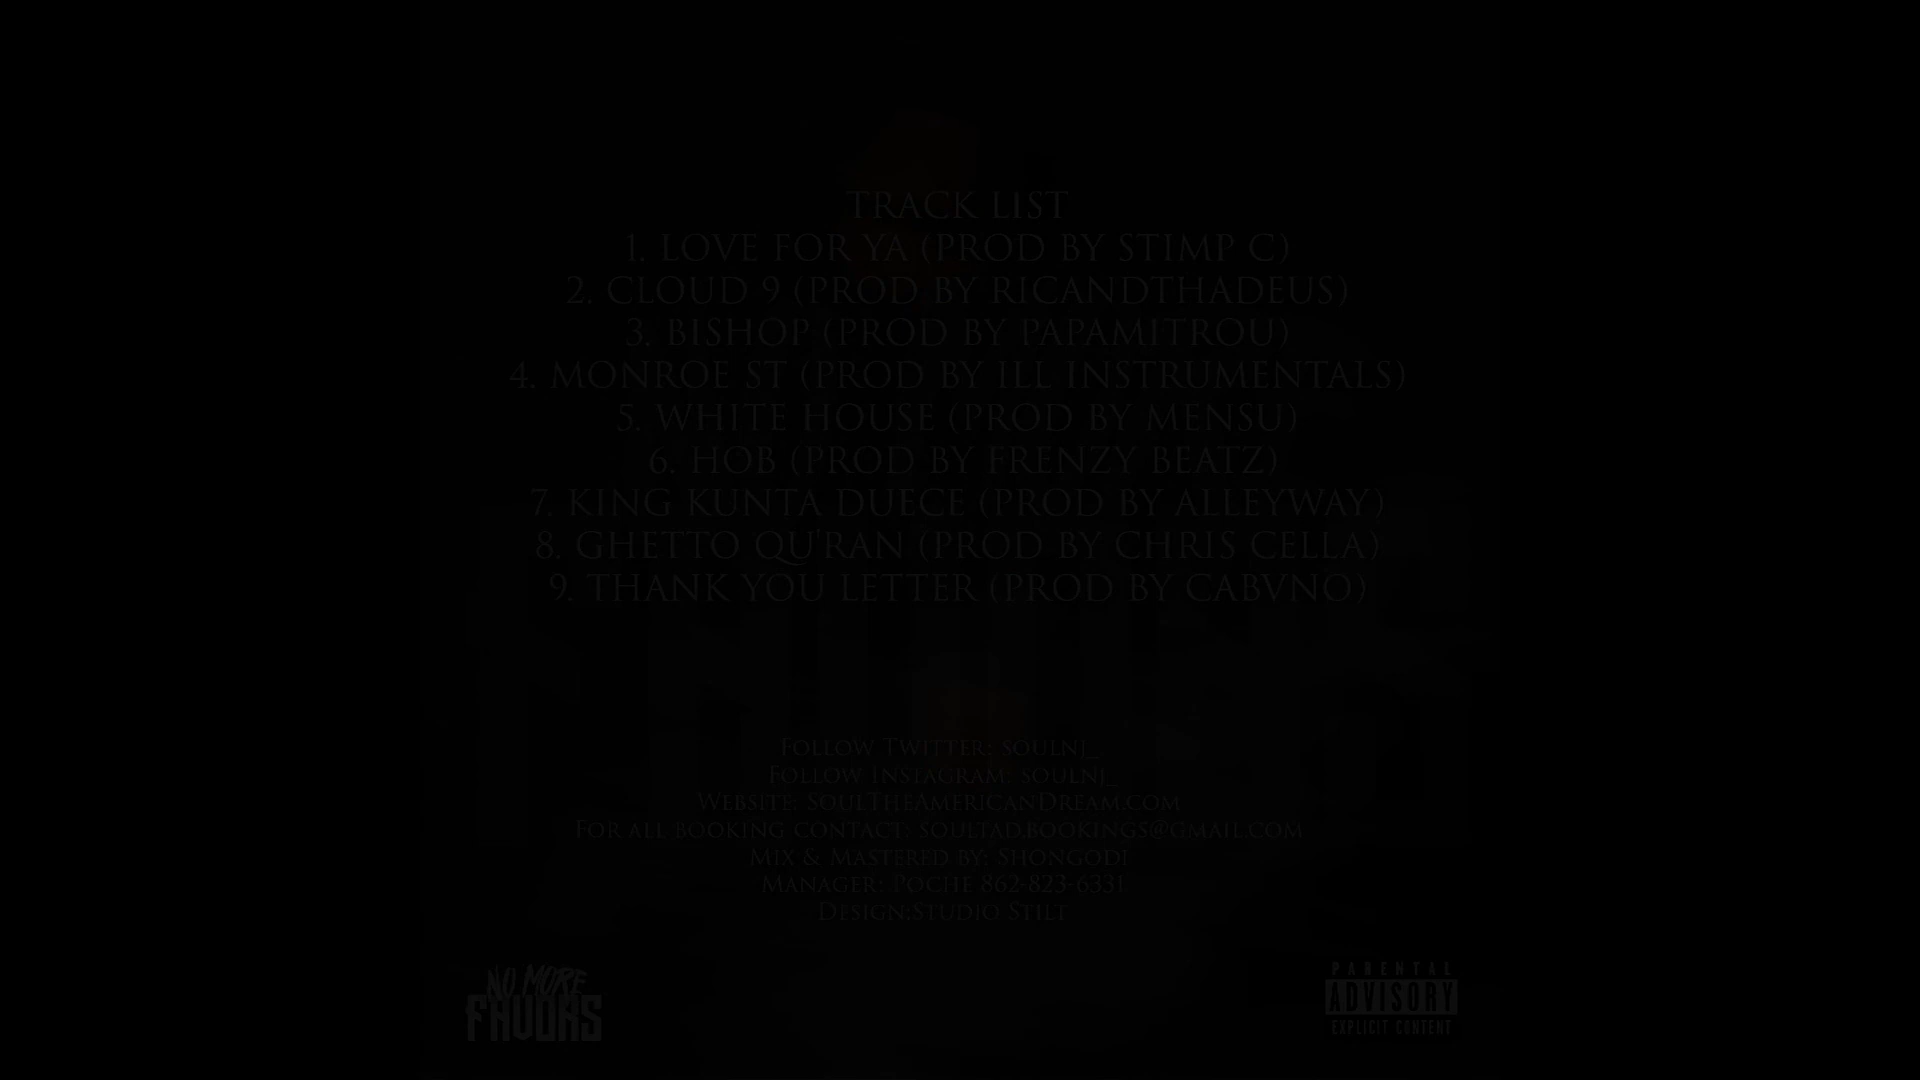 TRACK LIST
1. LOVE FOR YA (PROD BY STIMP C)
2. CLOUD 9 (PROD BY RICANDTHADEUS)
3. BISHOP (PROD BY PAPAMITROU)
4. MONROE ST (PROD BY ILL INSTRUMENTALS)
5. WHITE HOUSE (PROD BY MENSU)
6. HOB (PROD BY FRENZY BEATZ)
7. KING KUNTA DUECE (PROD BY ALLEYWAY)
8. GHETTO QU'RAN (PROD BY CHRIS CELLA)
9. THANK YOU LETTER (PROD BY CABVNO)
Follow Twitter: soulnj_
Follow Instagram: soulnj_
Website: SoulTheAmericanDream.com
For all booking contact: soultad.bookings@gmail.com
Mix & Mastered by: Shongodi
Manager: Poche 862-823-6331
Design:Studio Stilt
NO MORE
FAVORS
PARENTAL
ADVISORY
EXPLICIT CONTENT